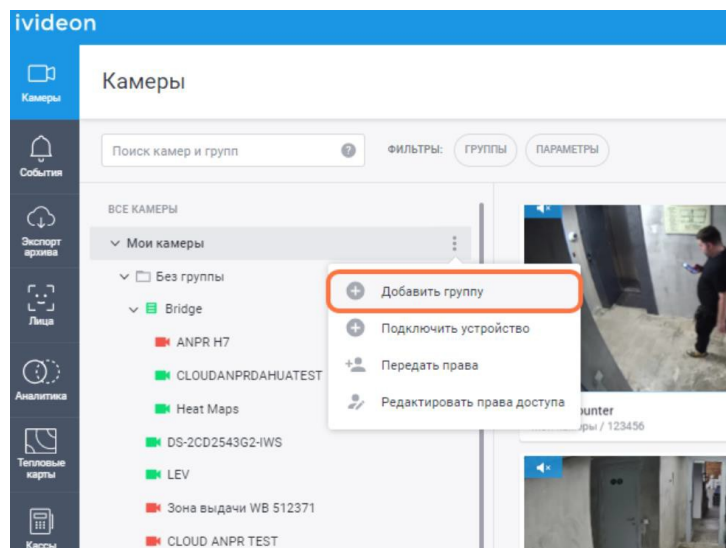 ivideon
Камеры
Камеры
События
Экспорт
архива
Лица
Аналитика
Тепловые
карты
Кассы
Поиск камер и групп
ФИЛЬТРЫ: ГРУППЫ ПАРАМЕТРЫ
ВСЕ КАМЕРЫ
Мои камеры
Без группы
Bridge
ANPR H7
CLOUDANPRDAHUATEST
Heat Maps
DS-2CD2543G2-IWS
LEV
Зона выдачи WB 512371
CLOUD ANPR TEST
Добавить группу
Подключить устройство
Передать права
Редактировать права доступа
/ 123456